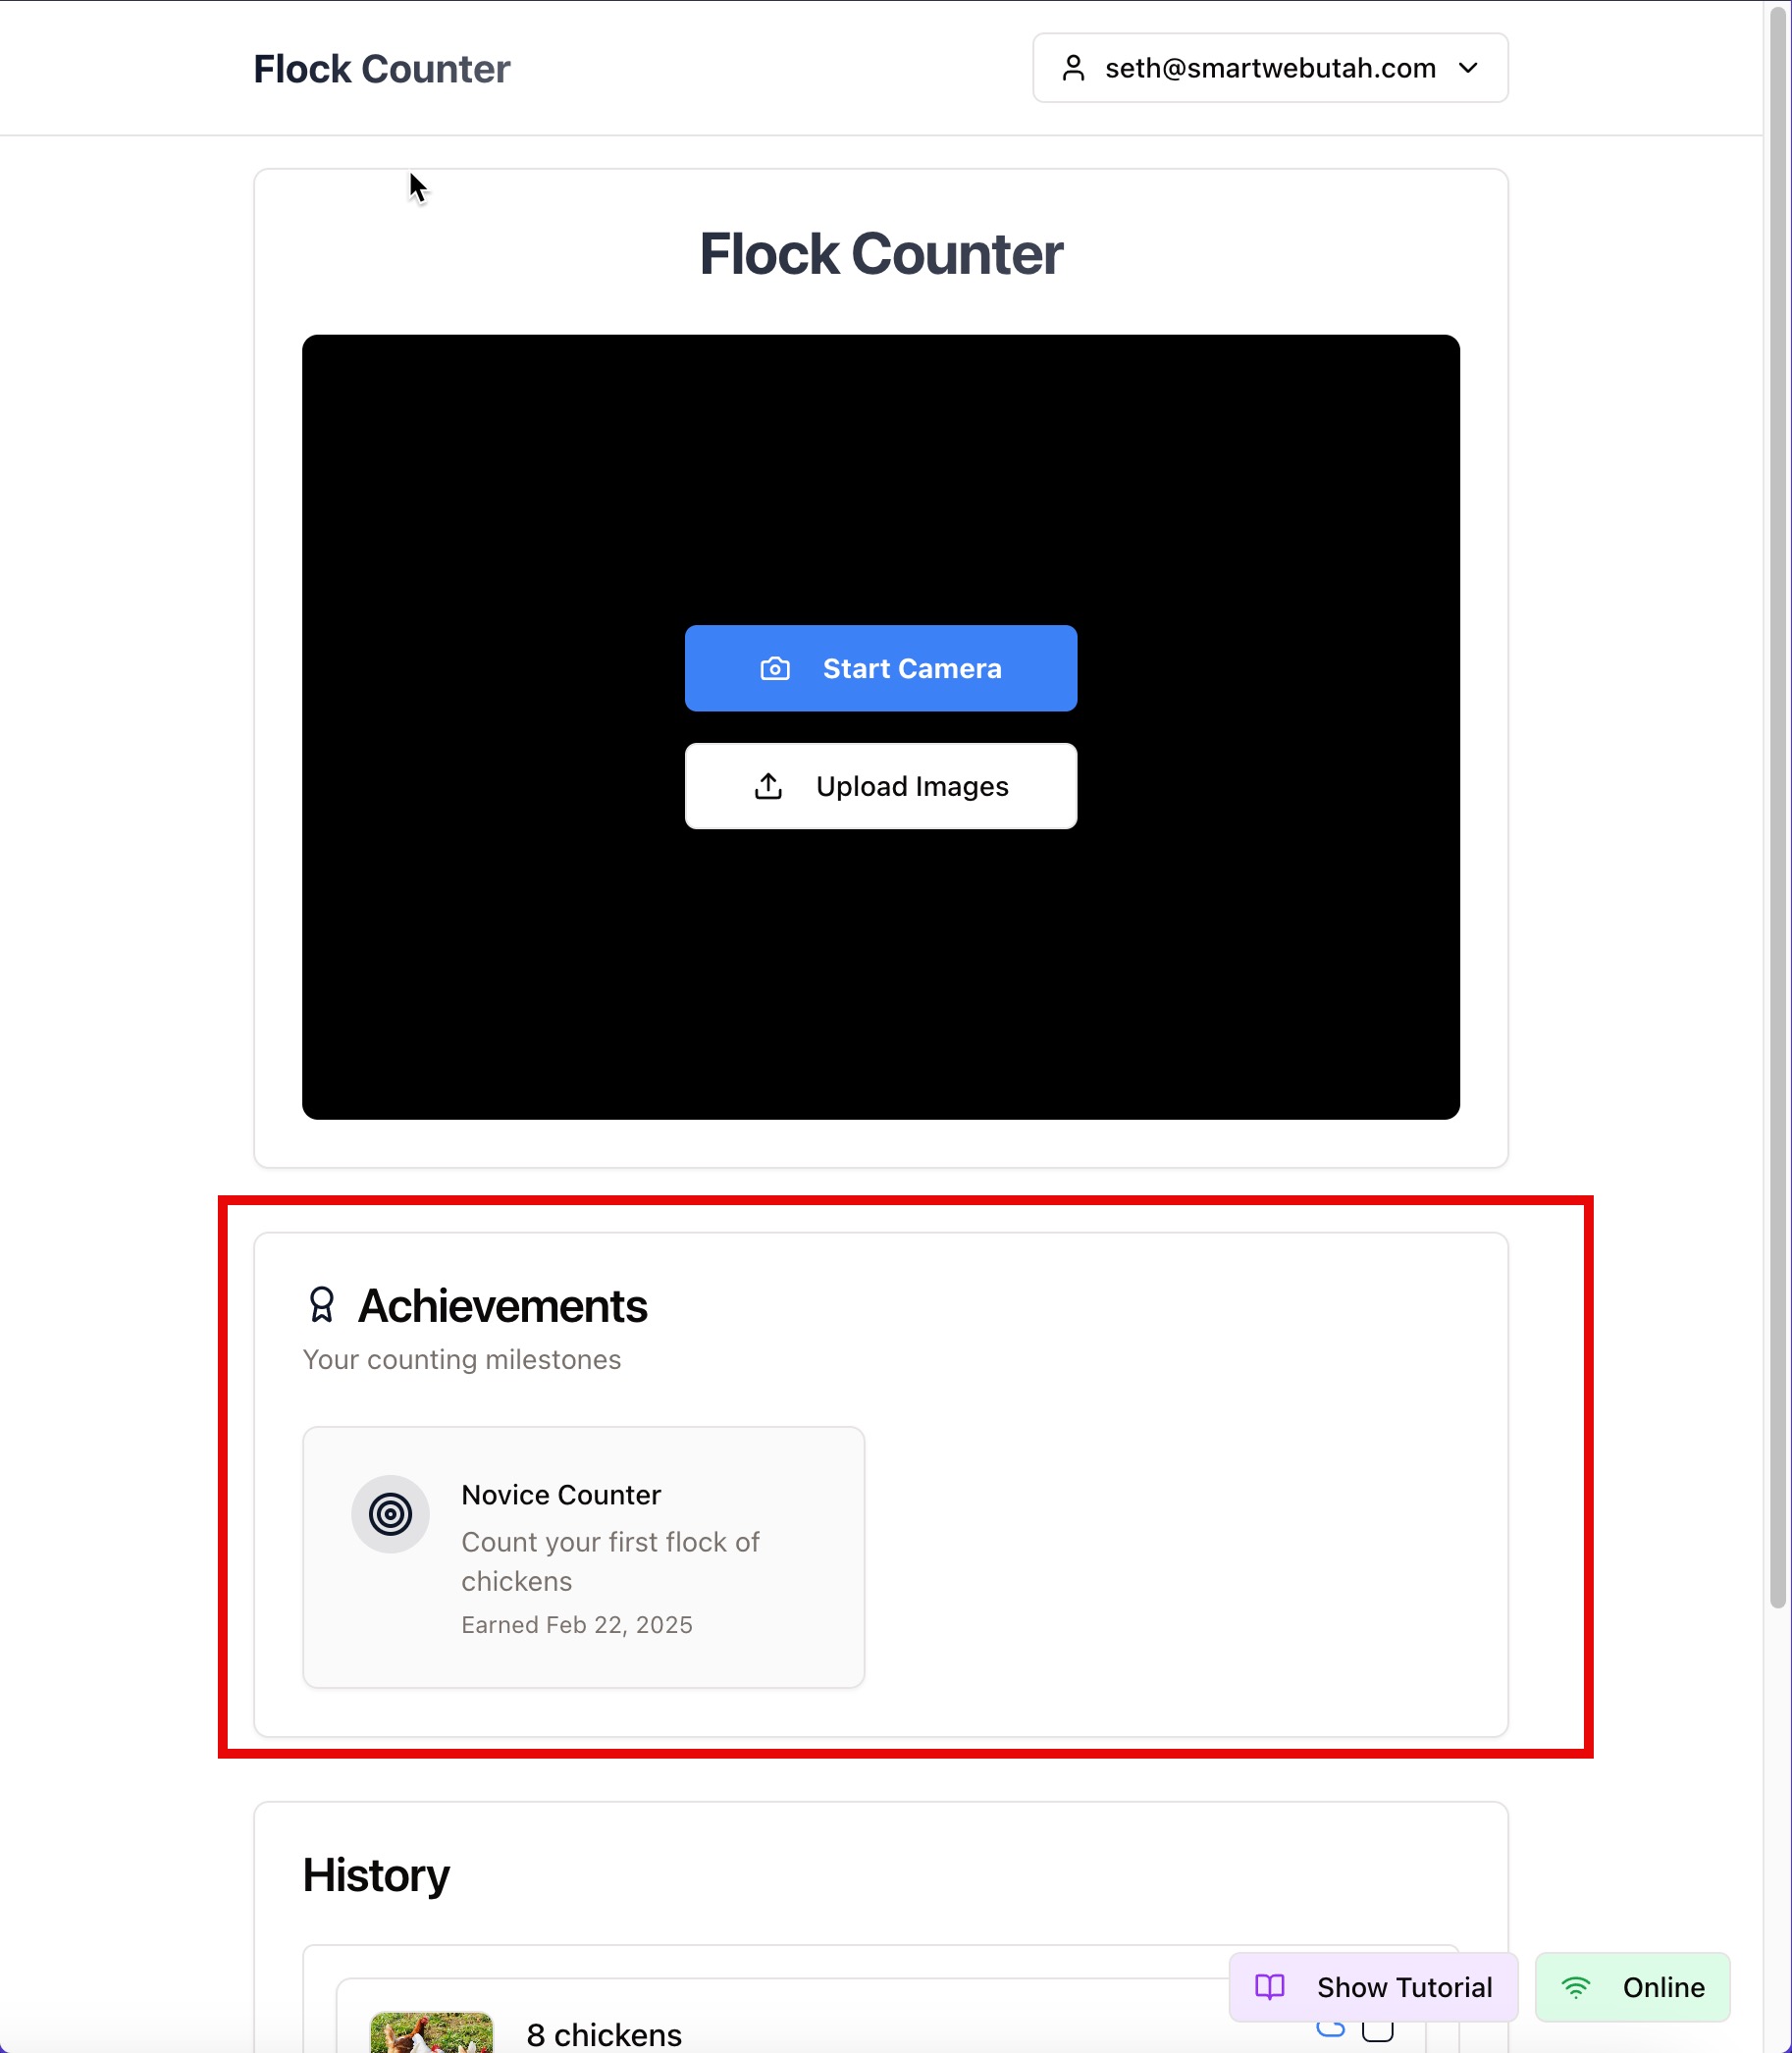 Flock Counter
seth@smartwebutah.com
Flock Counter
Start Camera
Upload Images
Achievements
Your counting milestones
Novice Counter
Count your first flock of
chickens
Earned Feb 22, 2025
History
Show Tutorial
Online
8 chickens